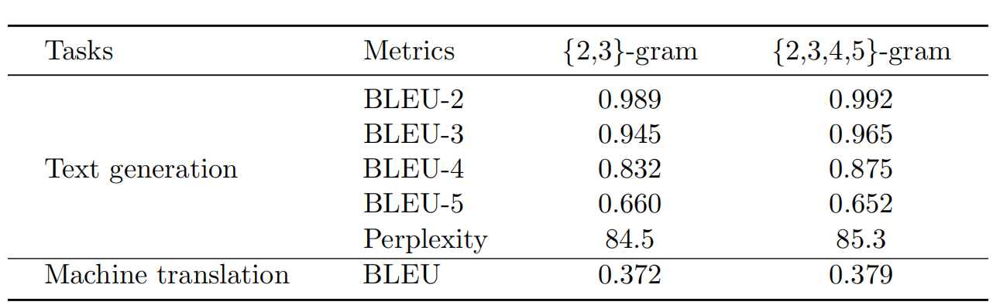 Tasks Metrics {2,3}-gram {2,3,4,5}-gram
BLEU-2 0.989 0.992
BLEU-3 0.945 0.965
Text generation BLEU-4 0.832 0.875
BLEU-5 0.660 0.652
Perplexity 84.5 85.3
Machine translation BLEU 0.372 0.379